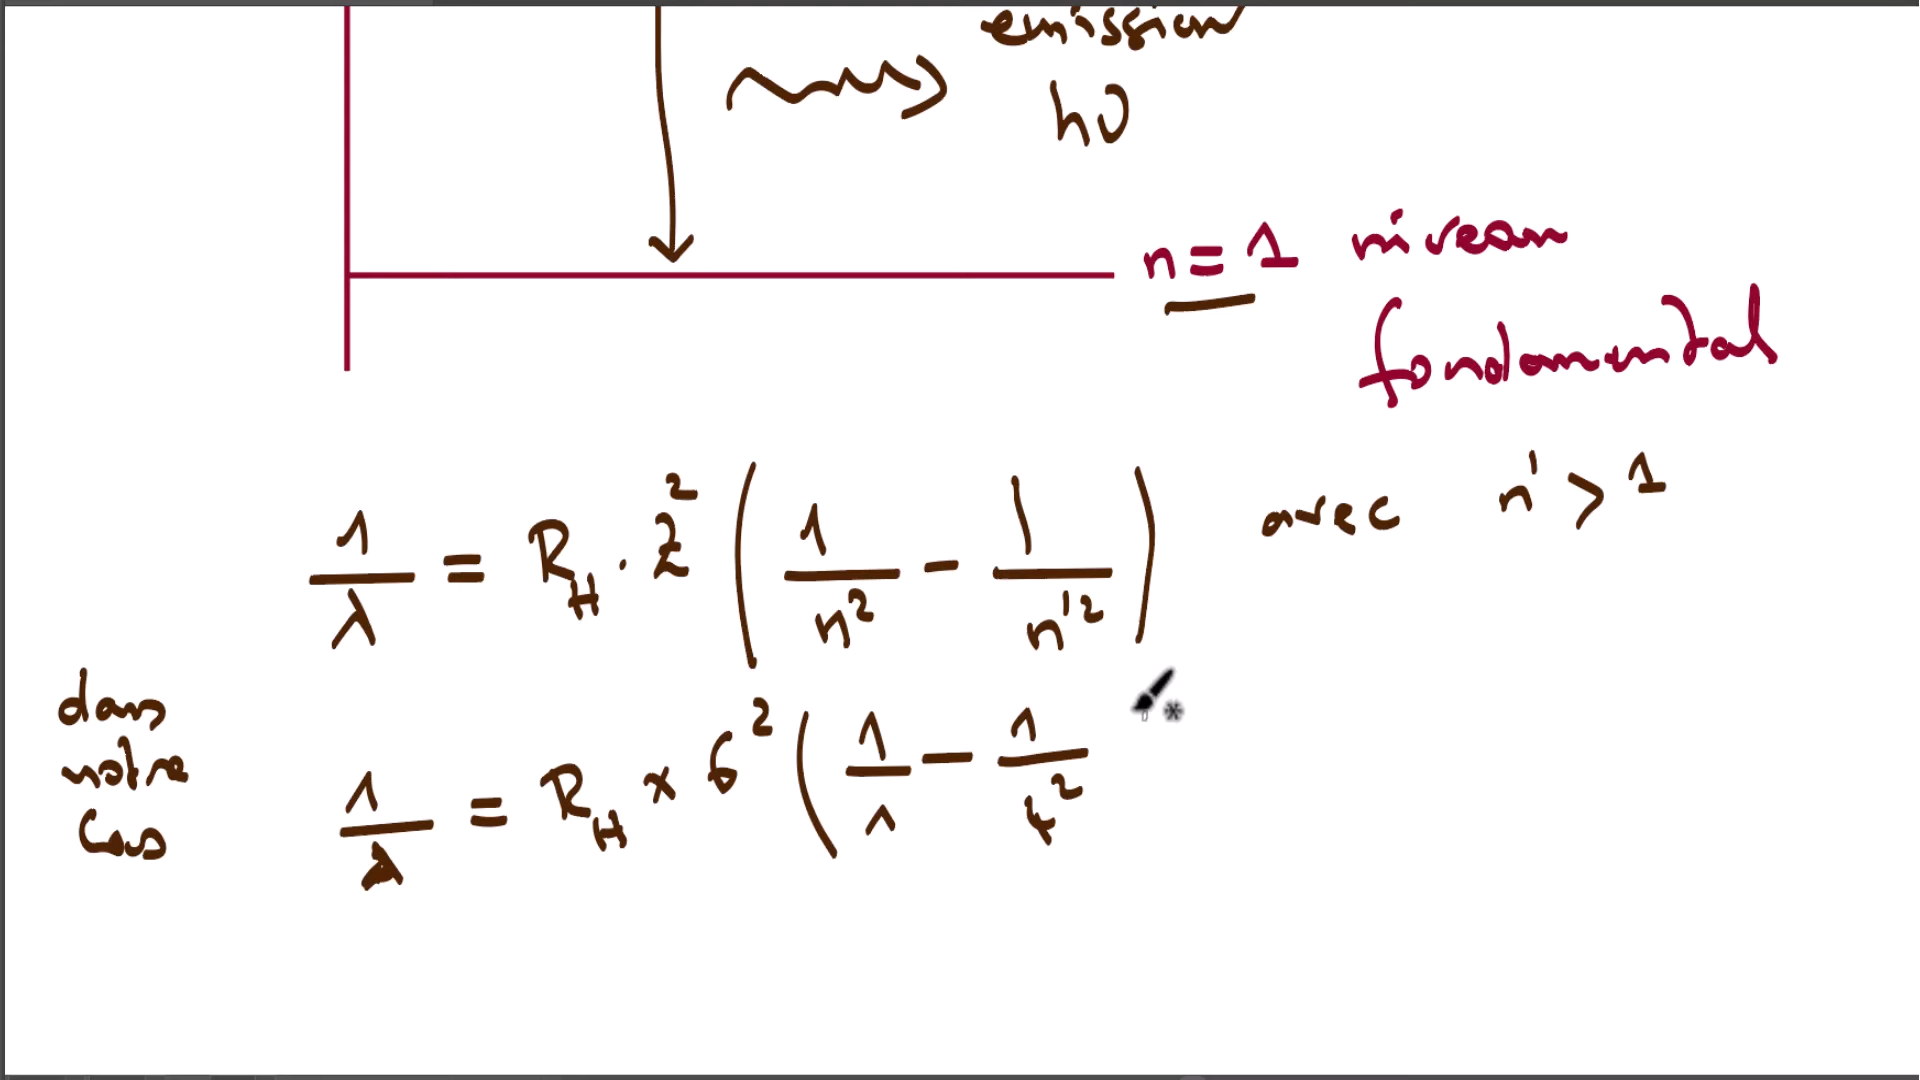 emission
hν
n = 1 niveau
fondamental
1/λ = R_H · Z² (1/n² - 1/n'²) avec n' > 1
dans
notre
cas
1/λ = R_H × 6² (1/1 - 1/4²